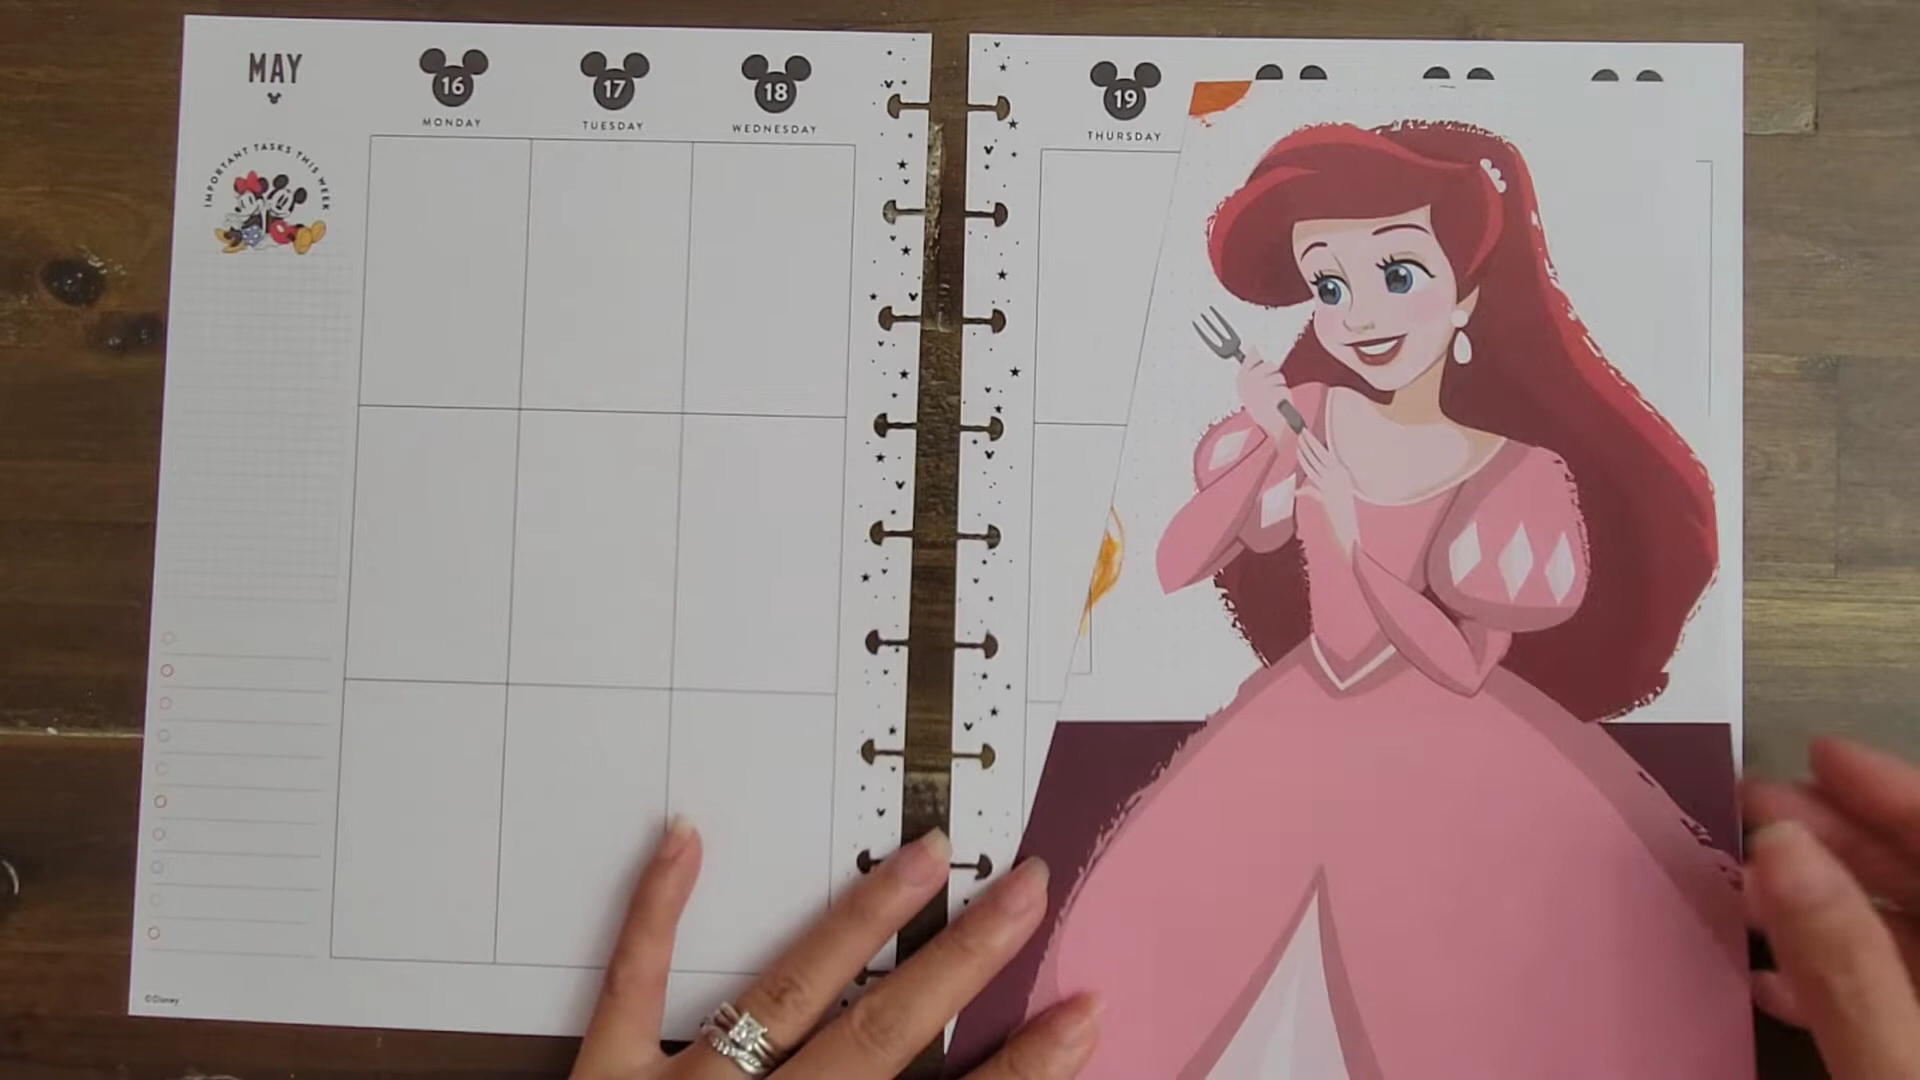 MAY
16
MONDAY
17
TUESDAY
18
WEDNESDAY
19
THURSDAY
IMPORTANT TASKS THIS WEEK
©Disney